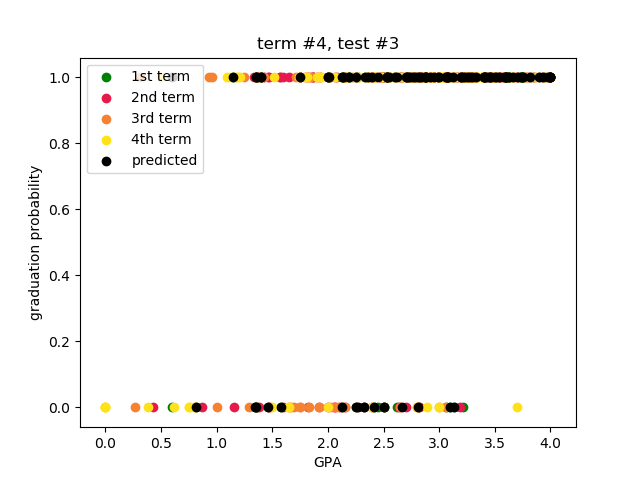 term #4, test #3
1st term
2nd term
3rd term
4th term
predicted
graduation probability
1.0
0.8
0.6
0.4
0.2
0.0
0.0 0.5 1.0 1.5 2.0 2.5 3.0 3.5 4.0
GPA